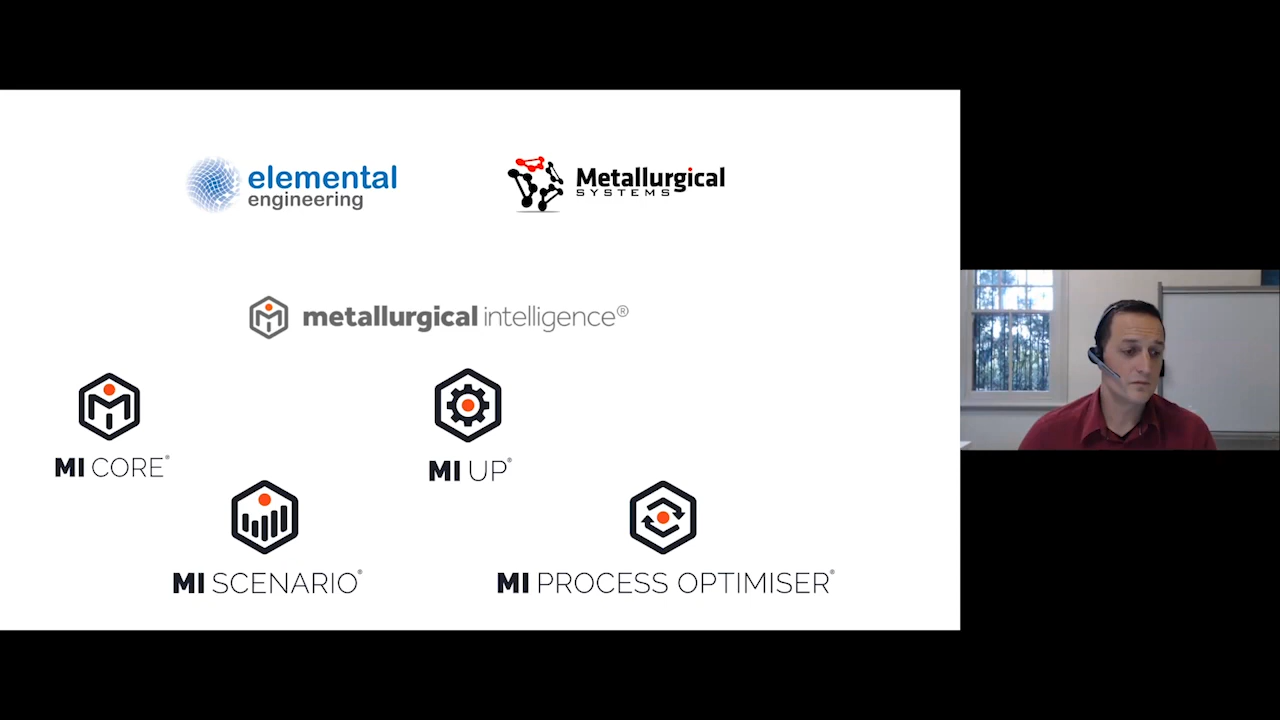 elemental
engineering
Metallurgical
SYSTEMS
metallurgical intelligence®
MI CORE®
MI UP®
MI SCENARIO®
MI PROCESS OPTIMISER®